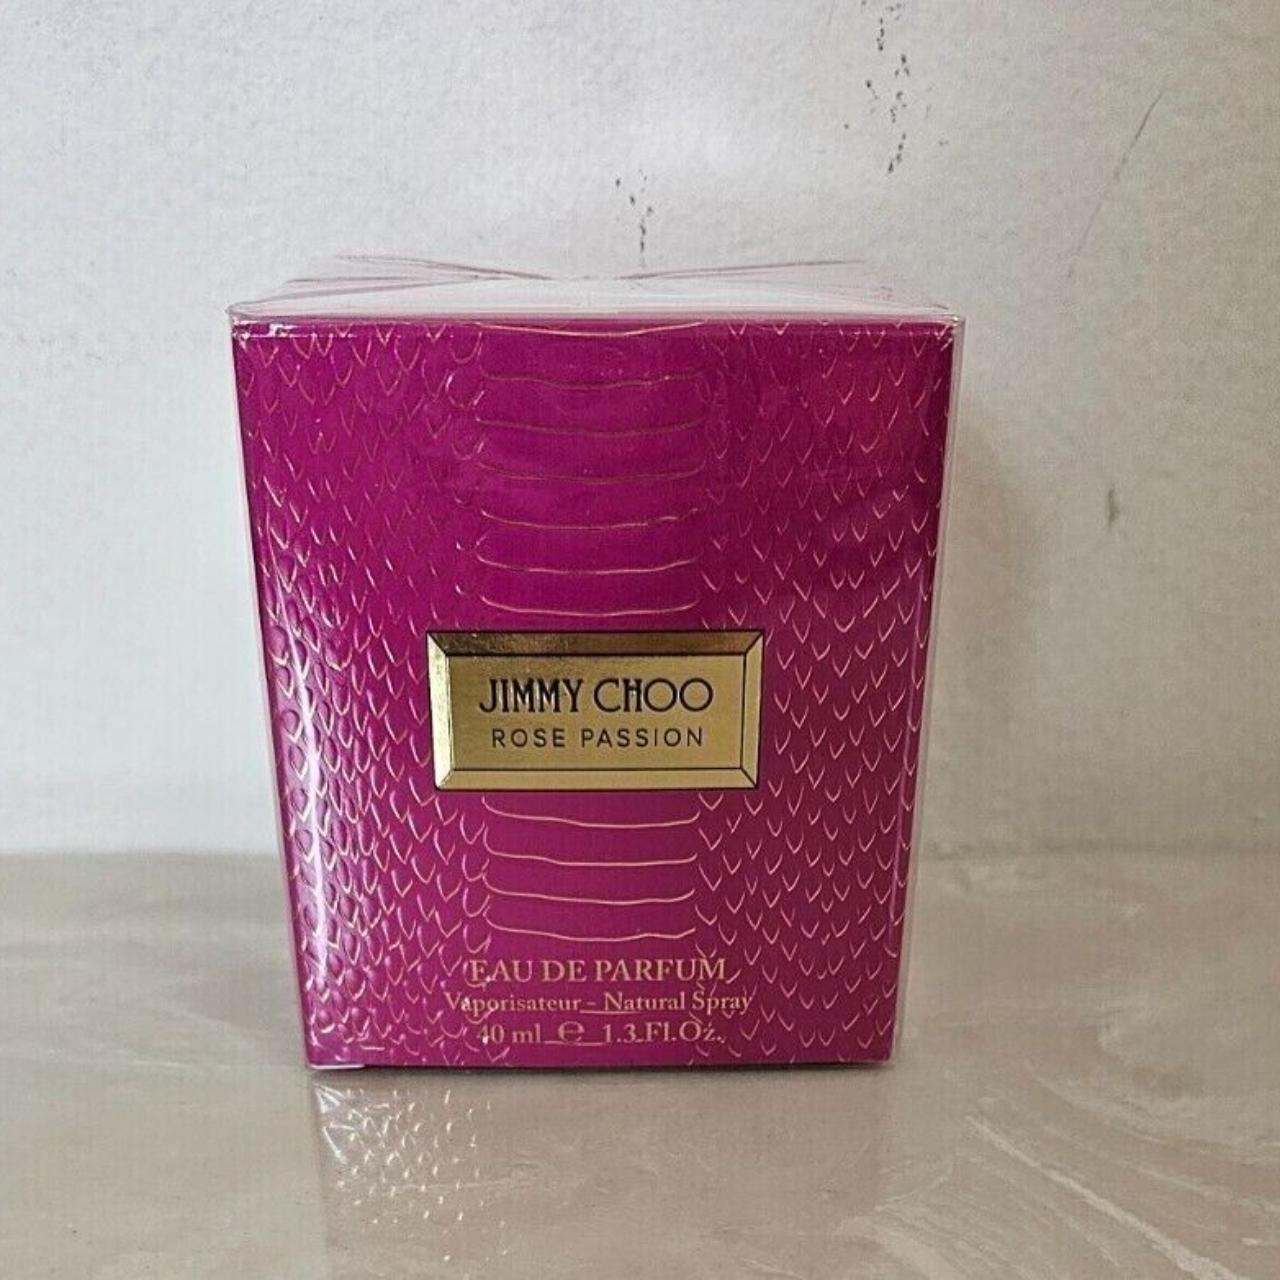 JIMMY CHOO
ROSE PASSION
EAU DE PARFUM
Vaporisateur - Natural Spray
40 ml ℮ 1.3.Fl.Oz.